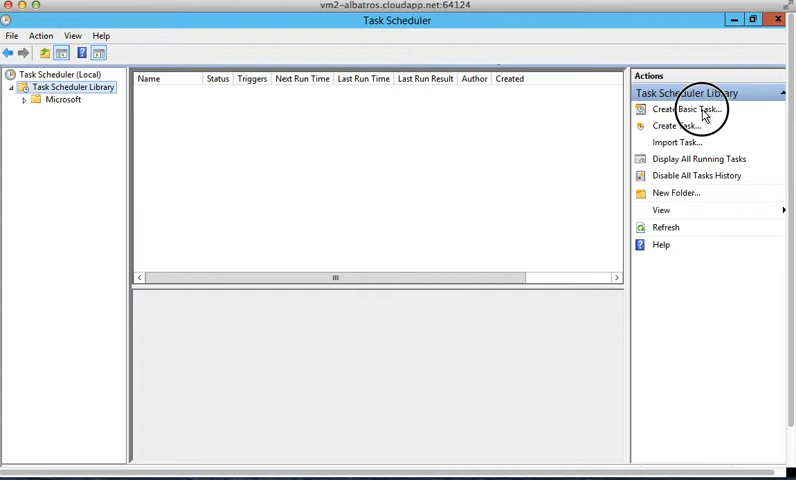 vm2-albatros.cloudapp.net:64124
Task Scheduler
File Action View Help
Task Scheduler (Local)
Task Scheduler Library
Microsoft
Name Status Triggers Next Run Time Last Run Time Last Run Result Author Created
Actions
Task Scheduler Library
Create Basic Task...
Create Task...
Import Task...
Display All Running Tasks
Disable All Tasks History
New Folder...
View
Refresh
Help